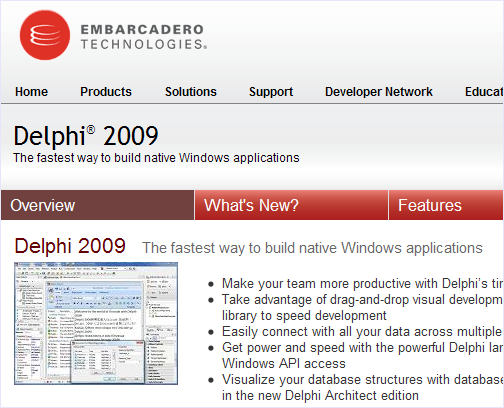 EMBARCADERO
TECHNOLOGIES®
Home Products Solutions Support Developer Network Educat
Delphi® 2009
The fastest way to build native Windows applications
Overview What's New? Features
Delphi 2009 The fastest way to build native Windows applications
Make your team more productive with Delphi's tim
Take advantage of drag-and-drop visual developm
library to speed development
Easily connect with all your data across multiple
Get power and speed with the powerful Delphi lan
Windows API access
Visualize your database structures with database
in the new Delphi Architect edition